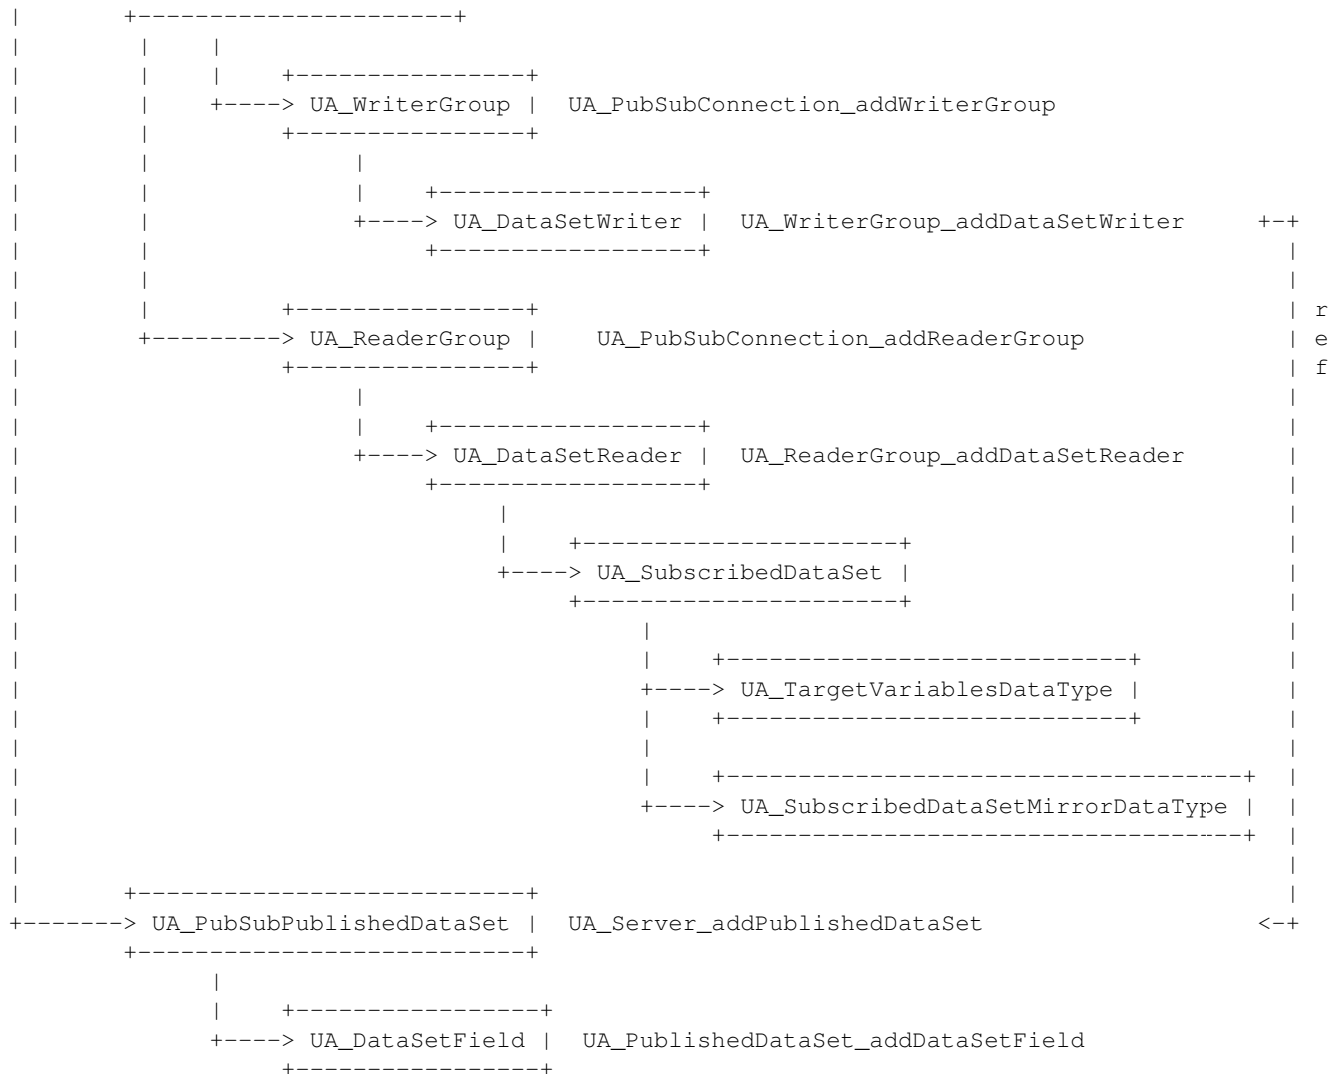 |        +----------------------+
|         |    |
|         |    |    +----------------+
|         |    +----> UA_WriterGroup |  UA_PubSubConnection_addWriterGroup
|         |         +----------------+
|         |              |
|         |              |    +------------------+
|         |              +----> UA_DataSetWriter |  UA_WriterGroup_addDataSetWriter     +-+
|         |                   +------------------+                                        |
|         |                                                                               |
|         |         +----------------+                                                    | r
|         +---------> UA_ReaderGroup |    UA_PubSubConnection_addReaderGroup              | e
|                   +----------------+                                                    | f
|                        |                                                                |
|                        |    +------------------+                                        |
|                        +----> UA_DataSetReader |  UA_ReaderGroup_addDataSetReader       |
|                             +------------------+                                        |
|                                  |                                                      |
|                                  |    +----------------------+                          |
|                                  +----> UA_SubscribedDataSet |                          |
|                                       +----------------------+                          |
|                                            |                                            |
|                                            |    +----------------------------+          |
|                                            +----> UA_TargetVariablesDataType |          |
|                                            |    +----------------------------+          |
|                                            |                                            |
|                                            |    +------------------------------------+  |
|                                            +----> UA_SubscribedDataSetMirrorDataType |  |
|                                                 +------------------------------------+  |
|                                                                                         |
|        +---------------------------+                                                    |
+-------> UA_PubSubPublishedDataSet |  UA_Server_addPublishedDataSet                   <-+
        +---------------------------+
              |
              |    +-----------------+
              +----> UA_DataSetField |  UA_PublishedDataSet_addDataSetField
                   +-----------------+